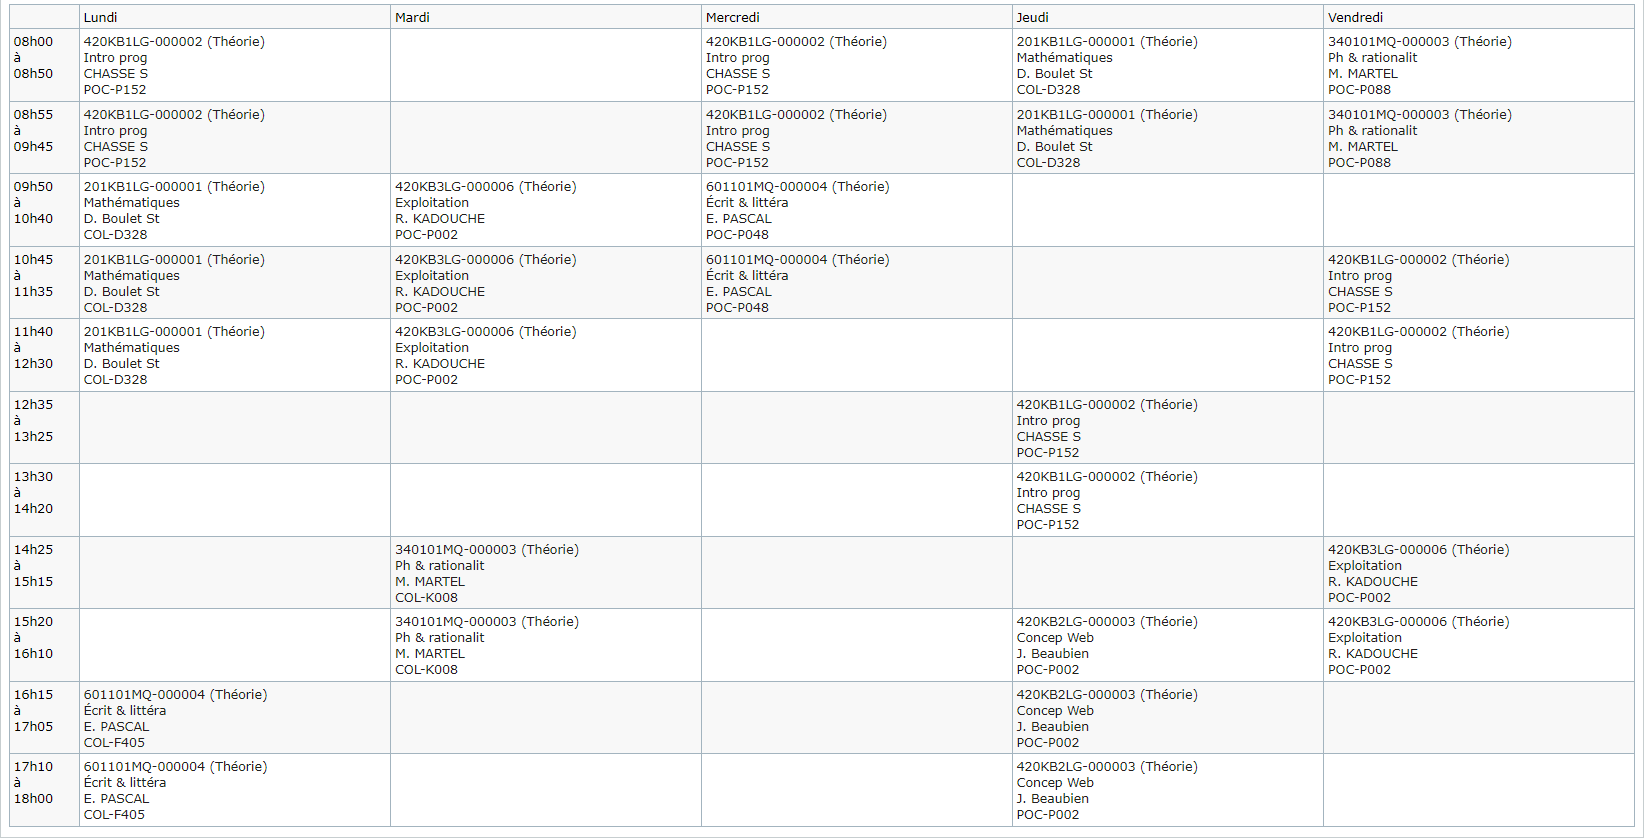 Lundi
Mardi
Mercredi
Jeudi
Vendredi
08h00
à
08h50
420KB1LG-000002 (Théorie)
Intro prog
CHASSE S
POC-P152
420KB1LG-000002 (Théorie)
Intro prog
CHASSE S
POC-P152
201KB1LG-000001 (Théorie)
Mathématiques
D. Boulet St
COL-D328
340101MQ-000003 (Théorie)
Ph & rationalit
M. MARTEL
POC-P088
08h55
à
09h45
420KB1LG-000002 (Théorie)
Intro prog
CHASSE S
POC-P152
420KB1LG-000002 (Théorie)
Intro prog
CHASSE S
POC-P152
201KB1LG-000001 (Théorie)
Mathématiques
D. Boulet St
COL-D328
340101MQ-000003 (Théorie)
Ph & rationalit
M. MARTEL
POC-P088
09h50
à
10h40
201KB1LG-000001 (Théorie)
Mathématiques
D. Boulet St
COL-D328
420KB3LG-000006 (Théorie)
Exploitation
R. KADOUCHE
POC-P002
601101MQ-000004 (Théorie)
Écrit & littéra
E. PASCAL
POC-P048
10h45
à
11h35
201KB1LG-000001 (Théorie)
Mathématiques
D. Boulet St
COL-D328
420KB3LG-000006 (Théorie)
Exploitation
R. KADOUCHE
POC-P002
601101MQ-000004 (Théorie)
Écrit & littéra
E. PASCAL
POC-P048
420KB1LG-000002 (Théorie)
Intro prog
CHASSE S
POC-P152
11h40
à
12h30
201KB1LG-000001 (Théorie)
Mathématiques
D. Boulet St
COL-D328
420KB3LG-000006 (Théorie)
Exploitation
R. KADOUCHE
POC-P002
420KB1LG-000002 (Théorie)
Intro prog
CHASSE S
POC-P152
12h35
à
13h25
420KB1LG-000002 (Théorie)
Intro prog
CHASSE S
POC-P152
13h30
à
14h20
420KB1LG-000002 (Théorie)
Intro prog
CHASSE S
POC-P152
14h25
à
15h15
340101MQ-000003 (Théorie)
Ph & rationalit
M. MARTEL
COL-K008
420KB3LG-000006 (Théorie)
Exploitation
R. KADOUCHE
POC-P002
15h20
à
16h10
340101MQ-000003 (Théorie)
Ph & rationalit
M. MARTEL
COL-K008
420KB2LG-000003 (Théorie)
Concep Web
J. Beaubien
POC-P002
420KB3LG-000006 (Théorie)
Exploitation
R. KADOUCHE
POC-P002
16h15
à
17h05
601101MQ-000004 (Théorie)
Écrit & littéra
E. PASCAL
COL-F405
420KB2LG-000003 (Théorie)
Concep Web
J. Beaubien
POC-P002
17h10
à
18h00
601101MQ-000004 (Théorie)
Écrit & littéra
E. PASCAL
COL-F405
420KB2LG-000003 (Théorie)
Concep Web
J. Beaubien
POC-P002